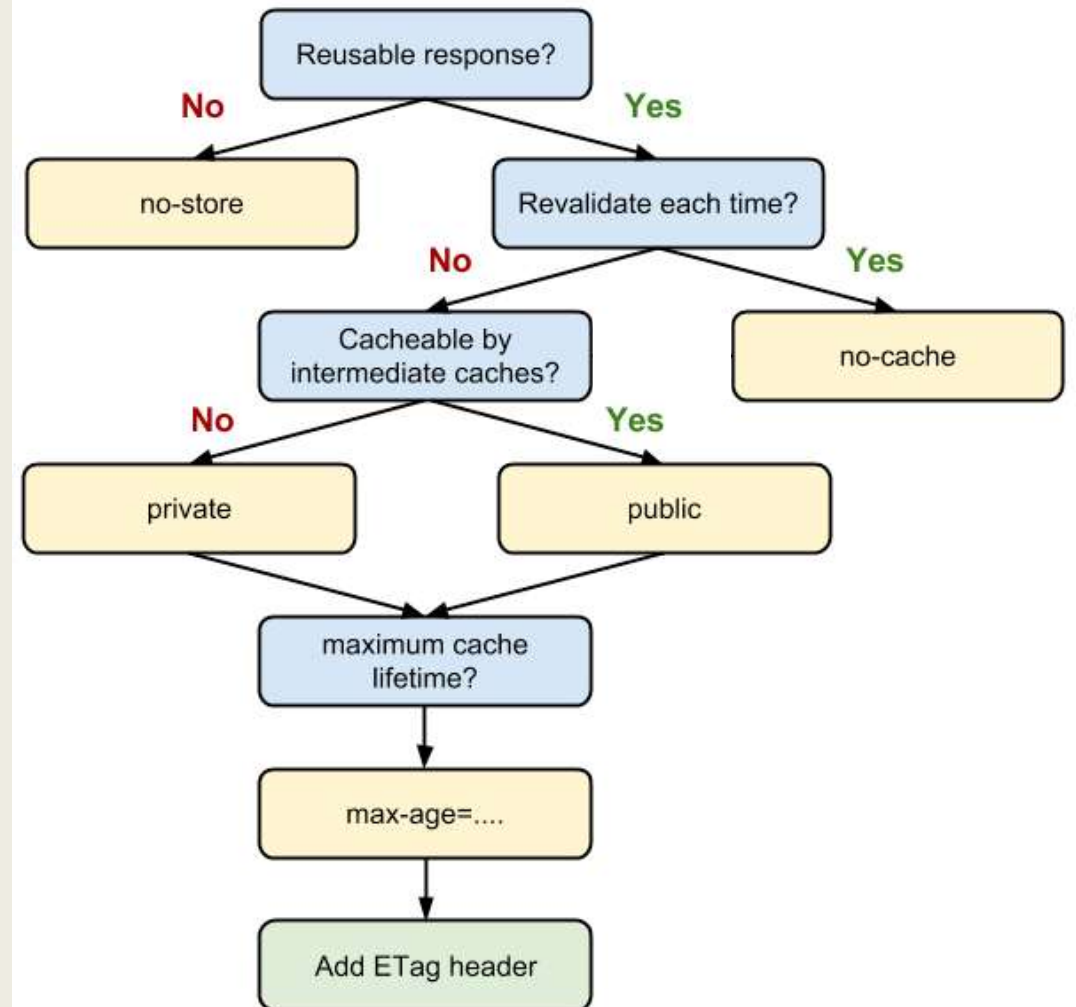 Reusable response?
No
Yes
no-store
Revalidate each time?
No
Yes
Cacheable by
intermediate caches?
no-cache
No
Yes
private
public
maximum cache
lifetime?
max-age=....
Add ETag header